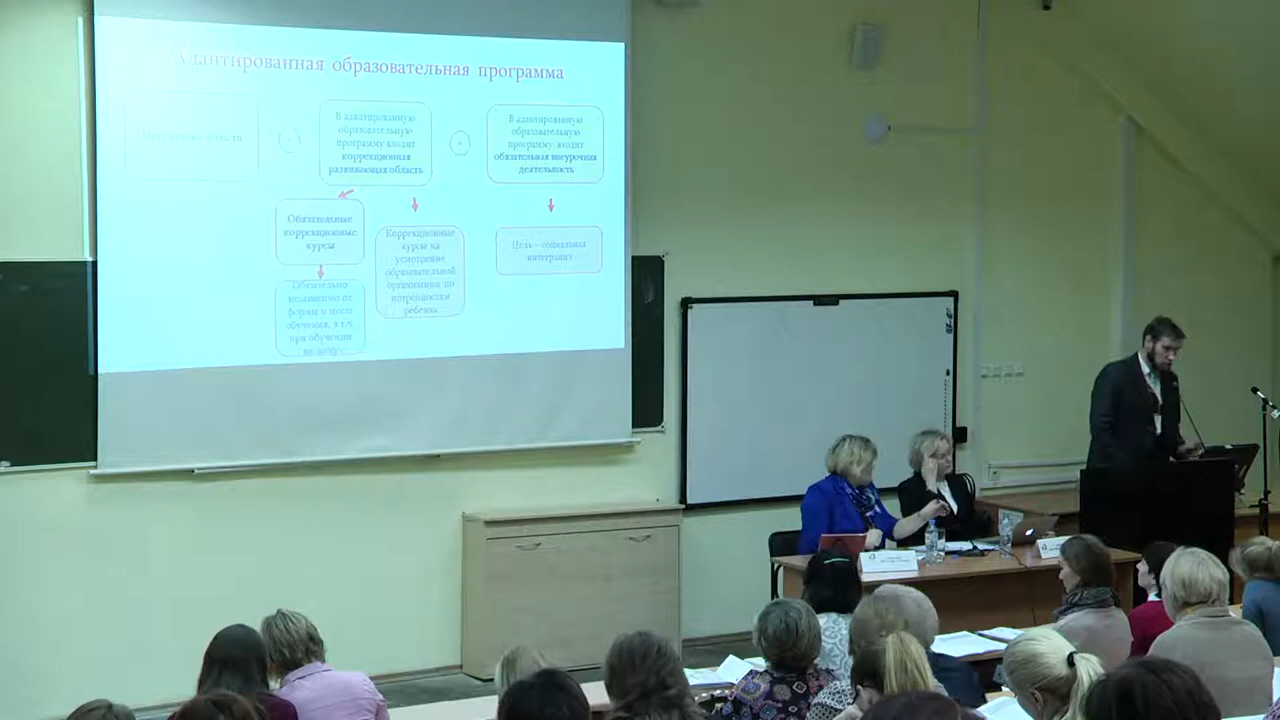 Адаптированная образовательная программа
В адаптированную
образовательную
программу входит
коррекционная
развивающая область
+
В адаптированную
образовательную
программу входит
обязательная внеурочная
деятельность
Обязательные
коррекционные
курсы
Коррекционные
курсы на
усмотрение
образовательной
организации по
потребностям
ребенка
Цель – социальная
интеграция
Обязательно
независимо от
формы и места
обучения, в т.ч.
при обучении
на дому